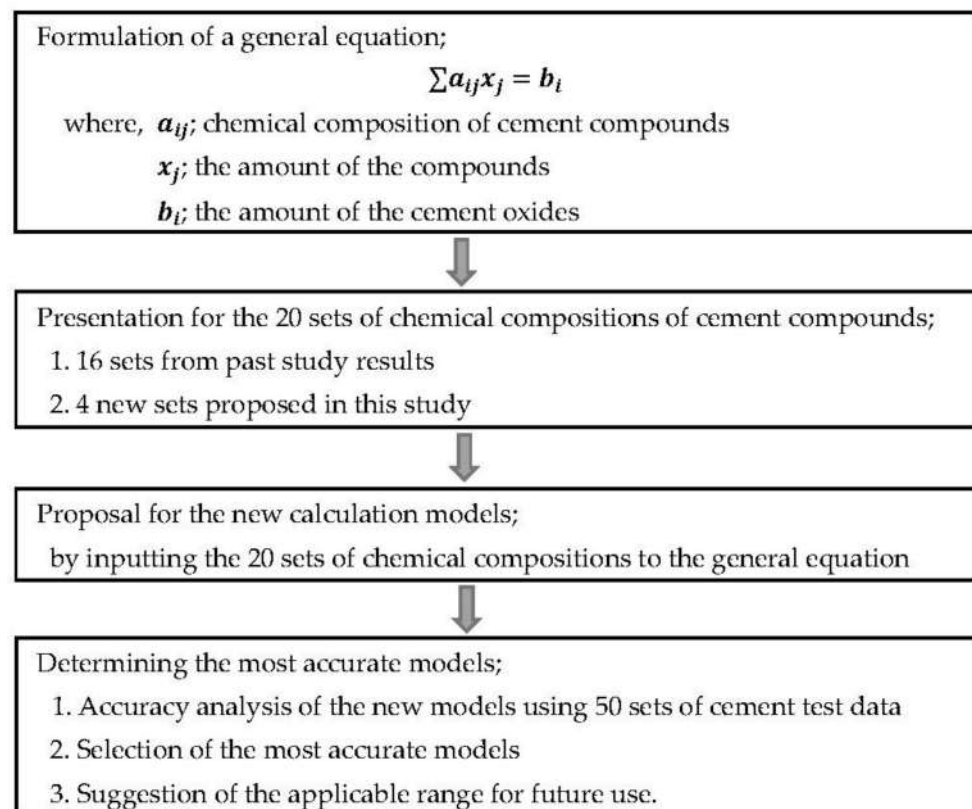 Formulation of a general equation;
∑aᵢⱼxⱼ = bᵢ
where, aᵢⱼ; chemical composition of cement compounds
xⱼ; the amount of the compounds
bᵢ; the amount of the cement oxides
Presentation for the 20 sets of chemical compositions of cement compounds;
1. 16 sets from past study results
2. 4 new sets proposed in this study
Proposal for the new calculation models;
by inputting the 20 sets of chemical compositions to the general equation
Determining the most accurate models;
1. Accuracy analysis of the new models using 50 sets of cement test data
2. Selection of the most accurate models
3. Suggestion of the applicable range for future use.